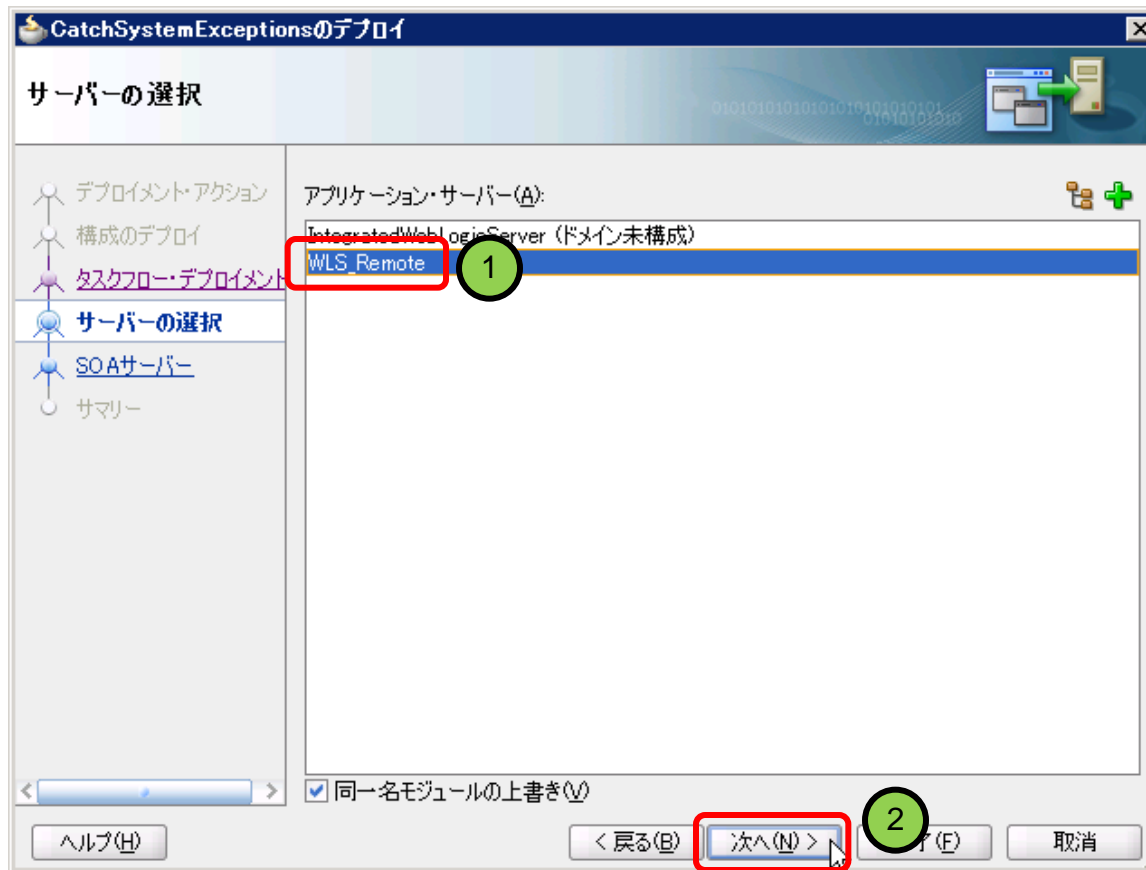 CatchSystemExceptionsのデプロイ
サーバーの選択
0101010101010101010101010101
01010101010
デプロイメント・アクション
構成のデプロイ
タスクフロー・デプロイメント
サーバーの選択
SOAサーバー
サマリー
アプリケーション・サーバー(A):
IntegratedWebLogicServer (ドメイン未構成)
WLS_Remote
1
同一名モジュールの上書き(V)
2
ヘルプ(H)
< 戻る(B)
次へ(N) >
了(F)
取消